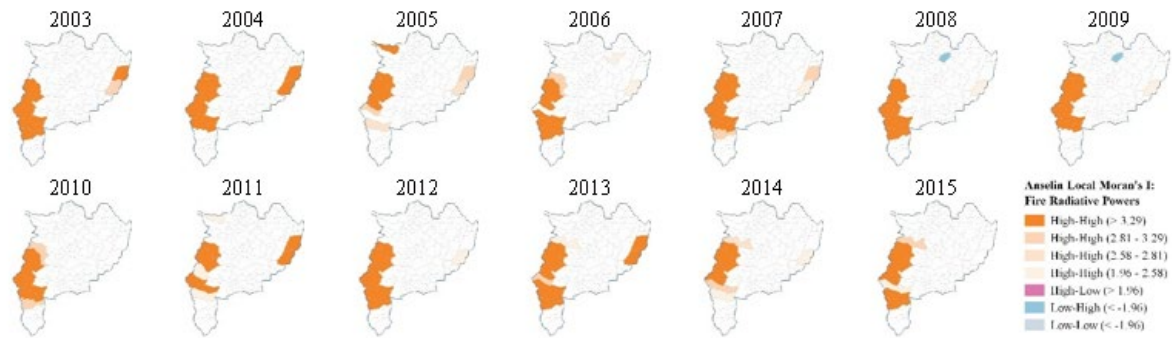 2003 2004 2005 2006 2007 2008 2009
2010 2011 2012 2013 2014 2015
Anselin Local Moran's I:
Fire Radiative Powers
High-High (> 3.29)
High-High (2.81 - 3.29)
High-High (2.58 - 2.81)
High-High (1.96 - 2.58)
High-Low (> 1.96)
Low-High (< -1.96)
Low-Low (< -1.96)